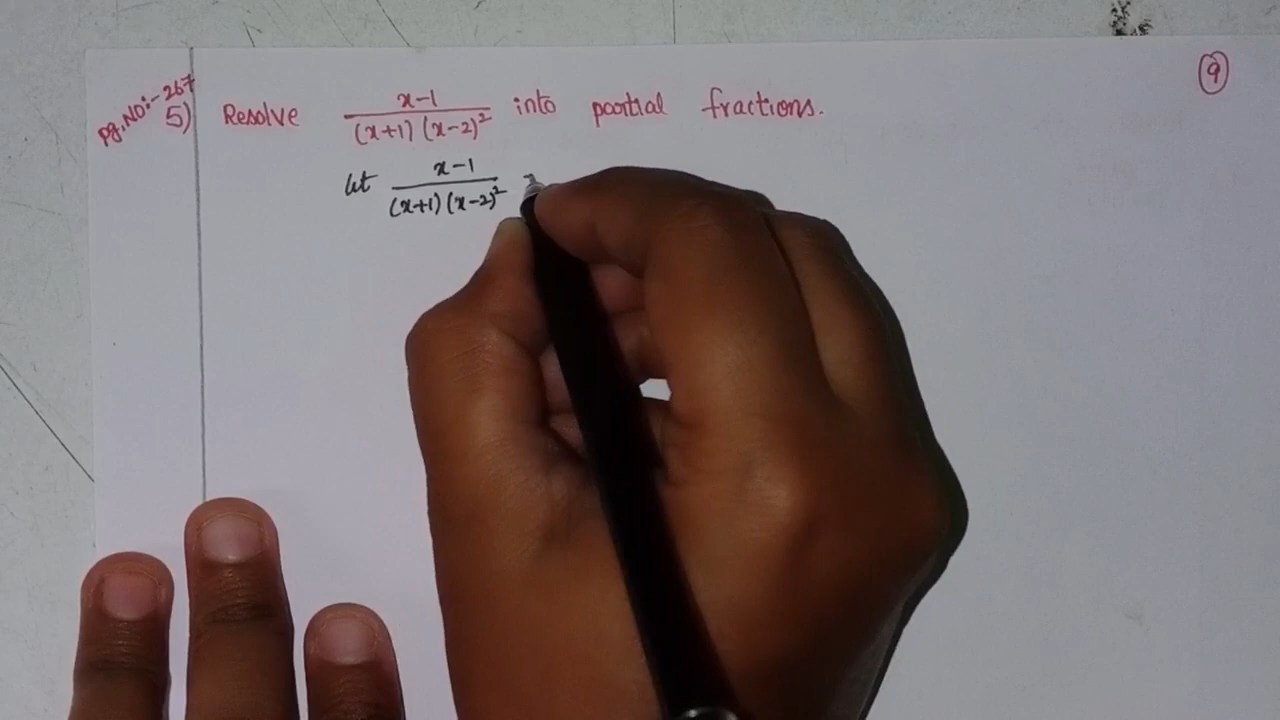 9
pg.NO:-267
5) Resolve x-1/(x+1)(x-2)² into partial fractions.
let x-1/(x+1)(x-2)² =